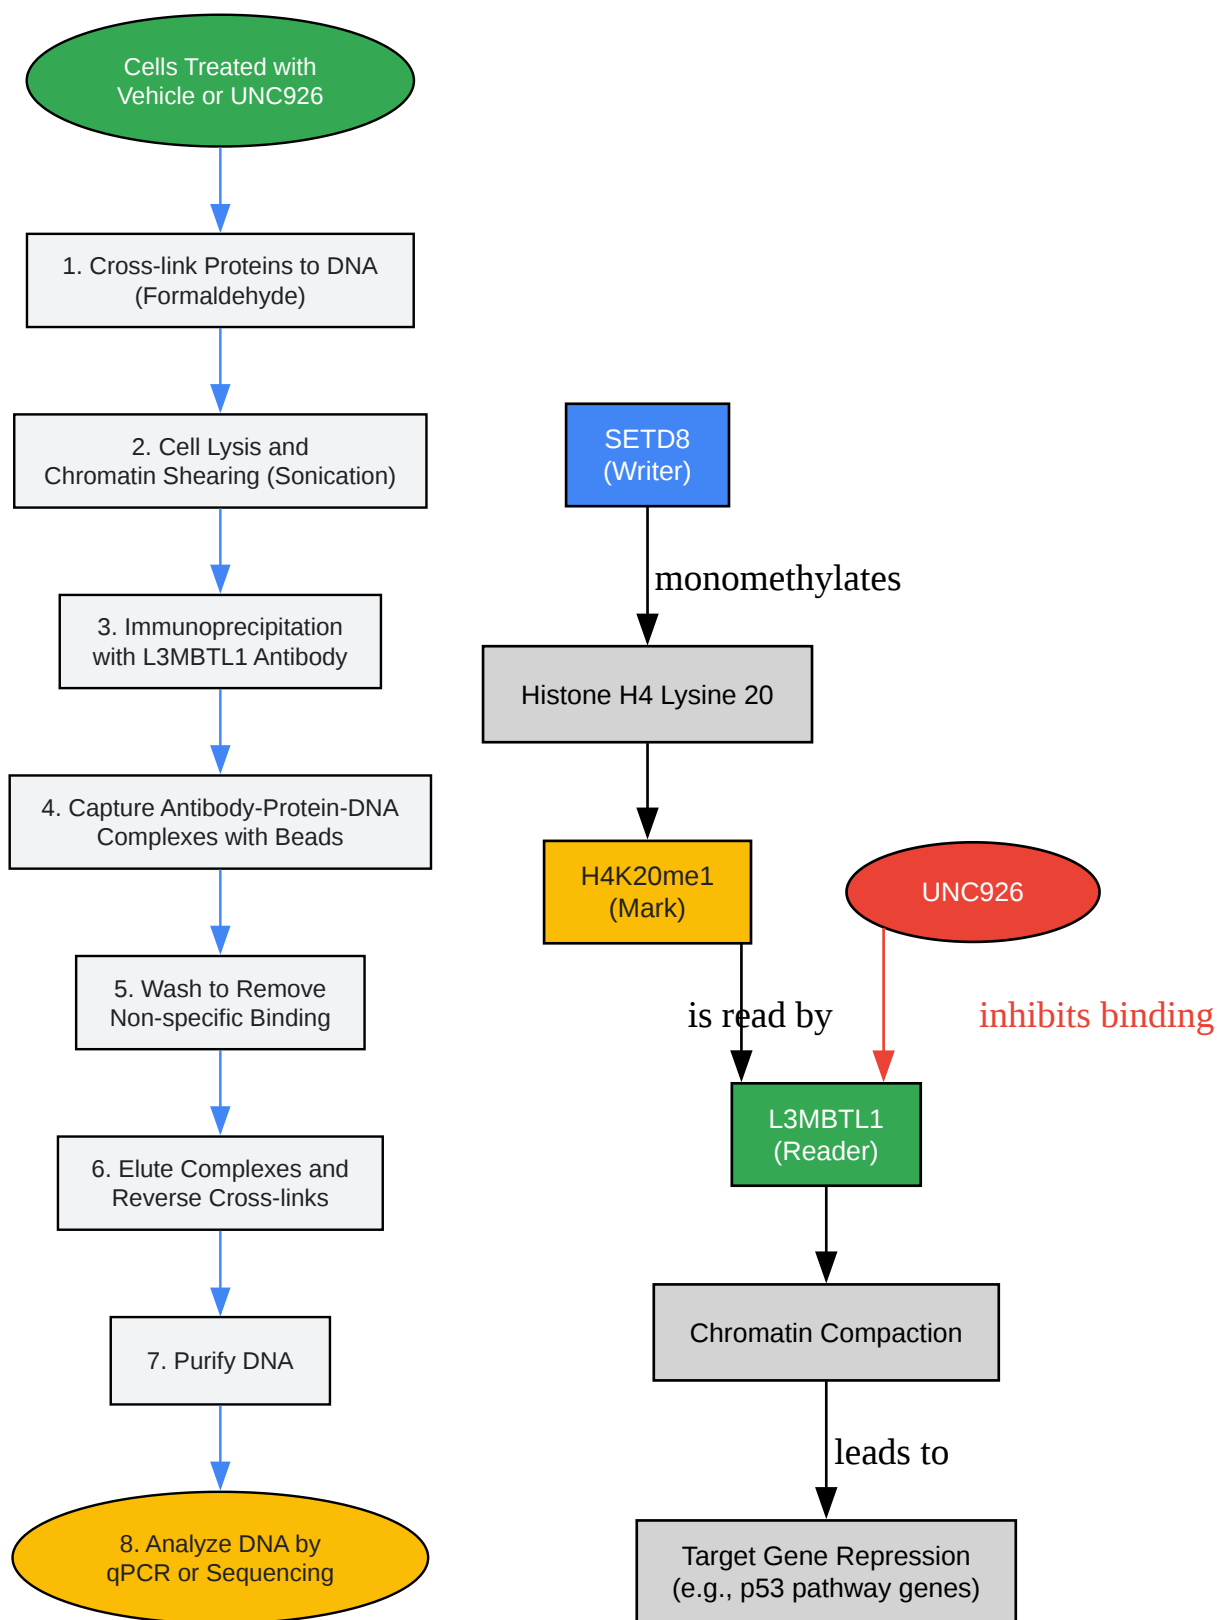 Cells Treated with
Vehicle or UNC926
1. Cross-link Proteins to DNA
(Formaldehyde)
2. Cell Lysis and
Chromatin Shearing (Sonication)
3. Immunoprecipitation
with L3MBTL1 Antibody
4. Capture Antibody-Protein-DNA
Complexes with Beads
5. Wash to Remove
Non-specific Binding
6. Elute Complexes and
Reverse Cross-links
7. Purify DNA
8. Analyze DNA by
qPCR or Sequencing
SETD8
(Writer)
monomethylates
Histone H4 Lysine 20
H4K20me1
(Mark)
UNC926
is read by
inhibits binding
L3MBTL1
(Reader)
Chromatin Compaction
leads to
Target Gene Repression
(e.g., p53 pathway genes)